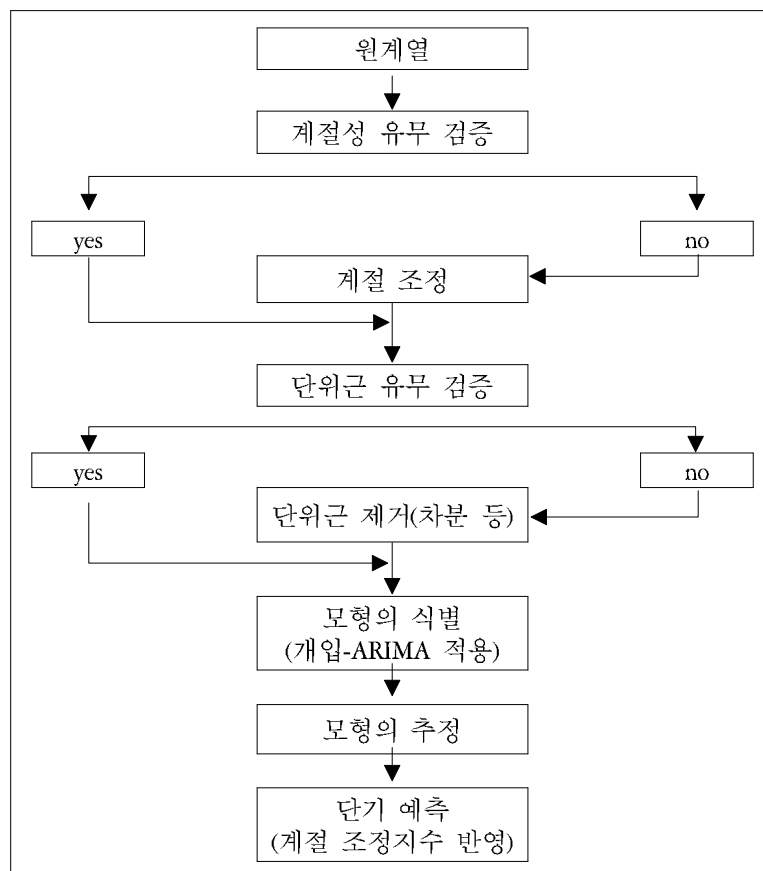 원계열
계절성 유무 검증
yes
no
계절 조정
단위근 유무 검증
yes
no
단위근 제거(차분 등)
모형의 식별
(개입-ARIMA 적용)
모형의 추정
단기 예측
(계절 조정지수 반영)